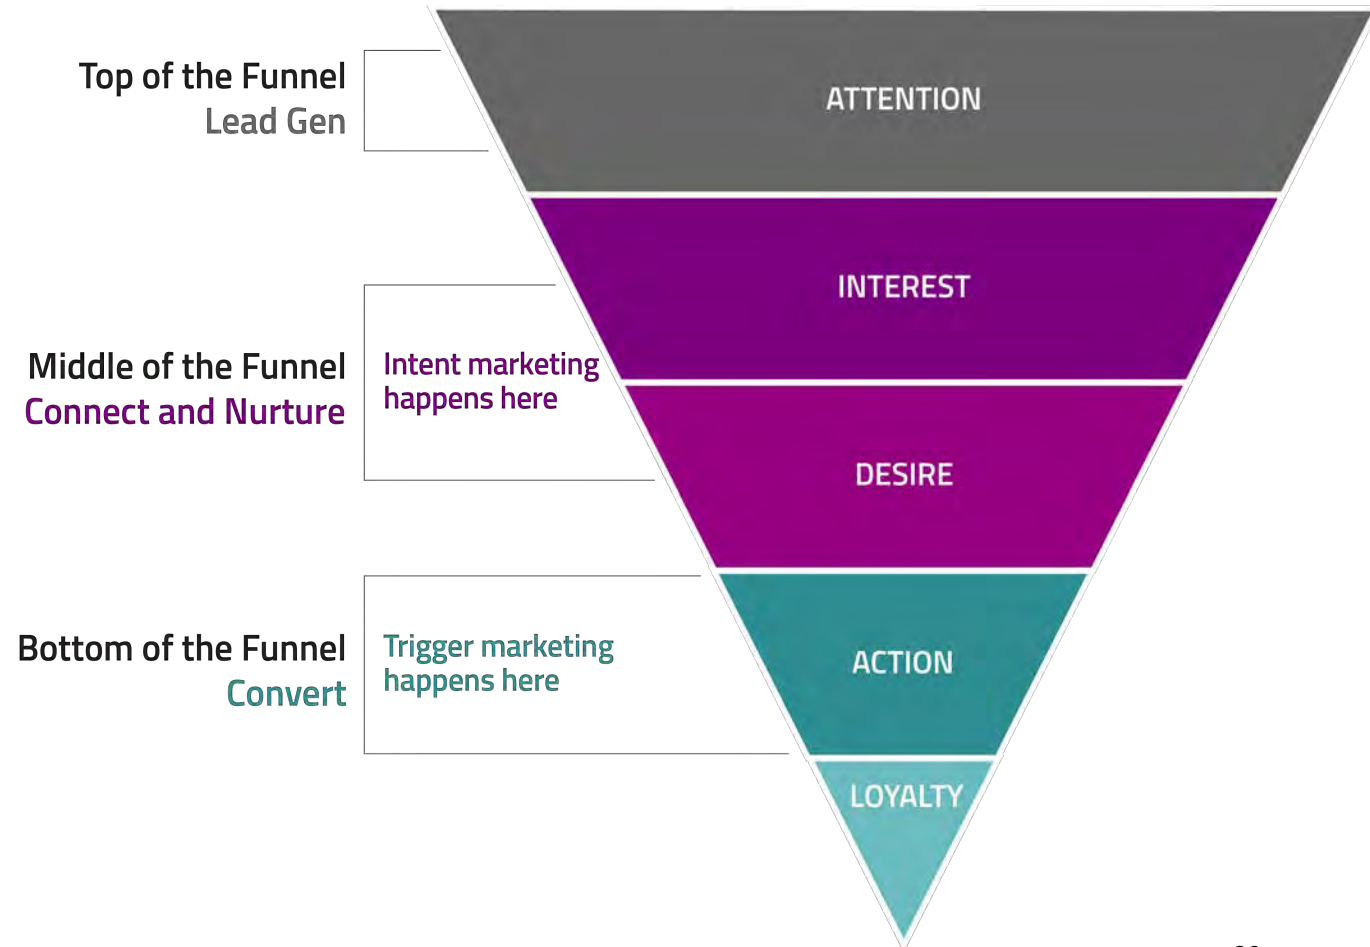 Top of the Funnel
Lead Gen
ATTENTION
INTEREST
Middle of the Funnel
Connect and Nurture
Intent marketing
happens here
DESIRE
Bottom of the Funnel
Convert
Trigger marketing
happens here
ACTION
LOYALTY